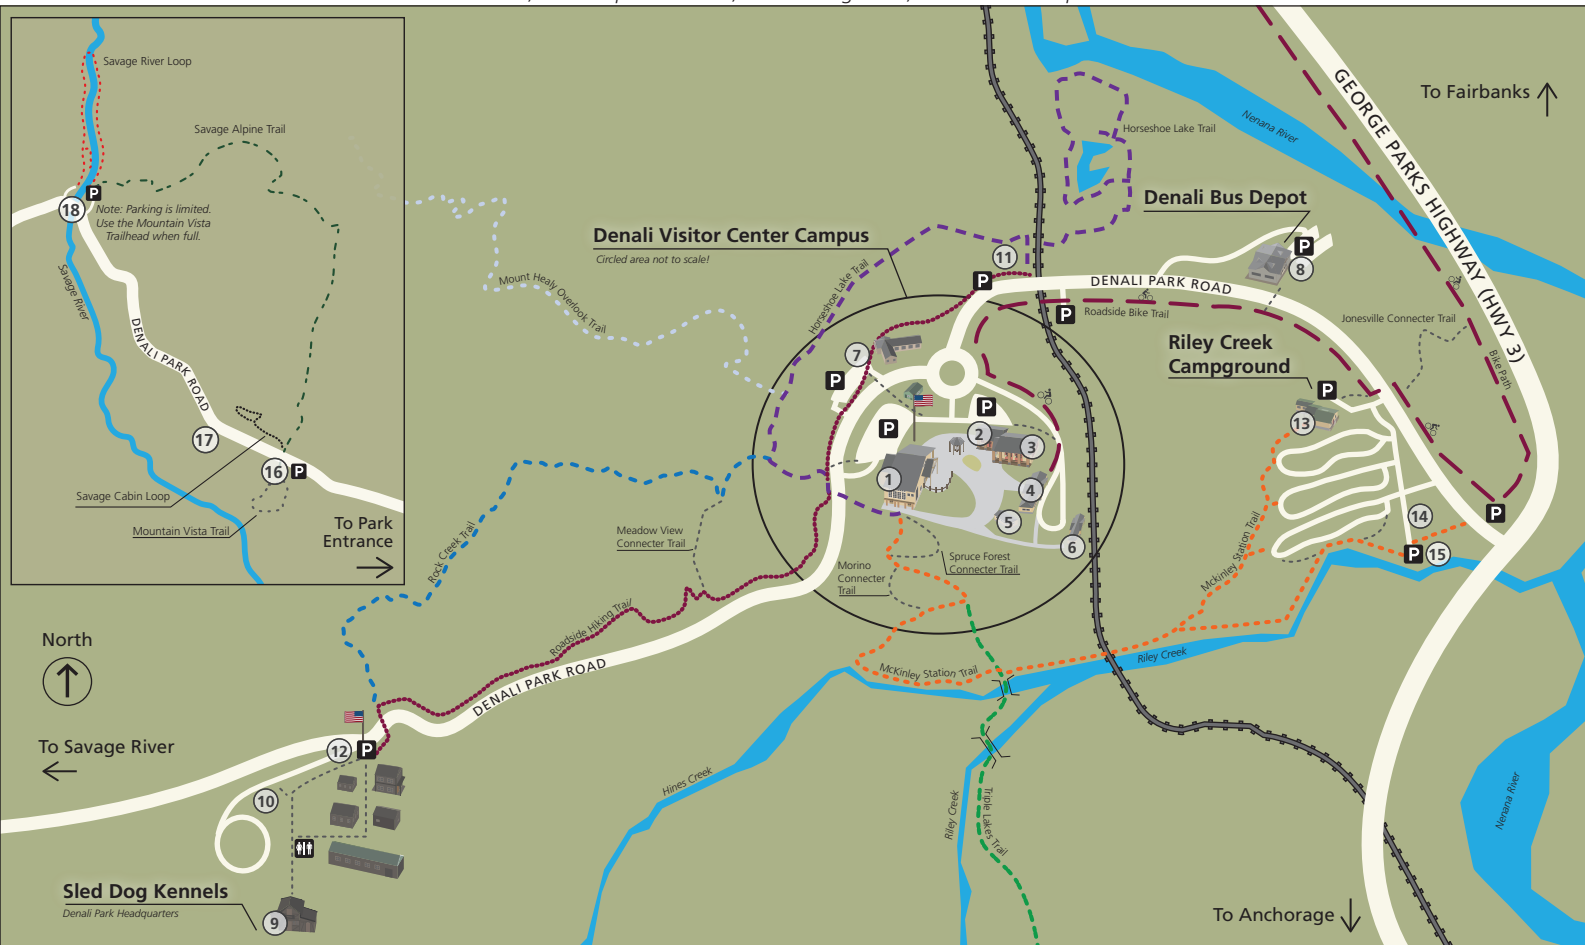 Savage River Loop
Savage Alpine Trail
P
18
Note: Parking is limited.
Use the Mountain Vista
Trailhead when full.
Savage River
DENALI PARK ROAD
17
16
P
Savage Cabin Loop
Mountain Vista Trail
To Park
Entrance
GEORGE PARKS HIGHWAY (HWY 3)
To Fairbanks
Nenana River
Horseshoe Lake Trail
Denali Bus Depot
P
8
Denali Visitor Center Campus
Circled area not to scale!
11
P
DENALI PARK ROAD
Roadside Bike Trail
P
Jonesville Connecter Trail
Bike Path
Mount Healy Overlook Trail
Horseshoe Lake Trail
Riley Creek
Campground
P
13
7
P
P
P
2
3
1
4
5
6
14
P
15
P
Rock Creek Trail
Meadow View
Connecter Trail
Morino
Connecter
Trail
Spruce Forest
Connecter Trail
Mckinley Station Trail
Roadside Hiking Trail
DENALI PARK ROAD
McKinley Station Trail
Riley Creek
North
To Savage River
12
P
10
Hines Creek
Riley Creek
Triple Lakes Trail
Nenana River
Sled Dog Kennels
Denali Park Headquarters
9
To Anchorage